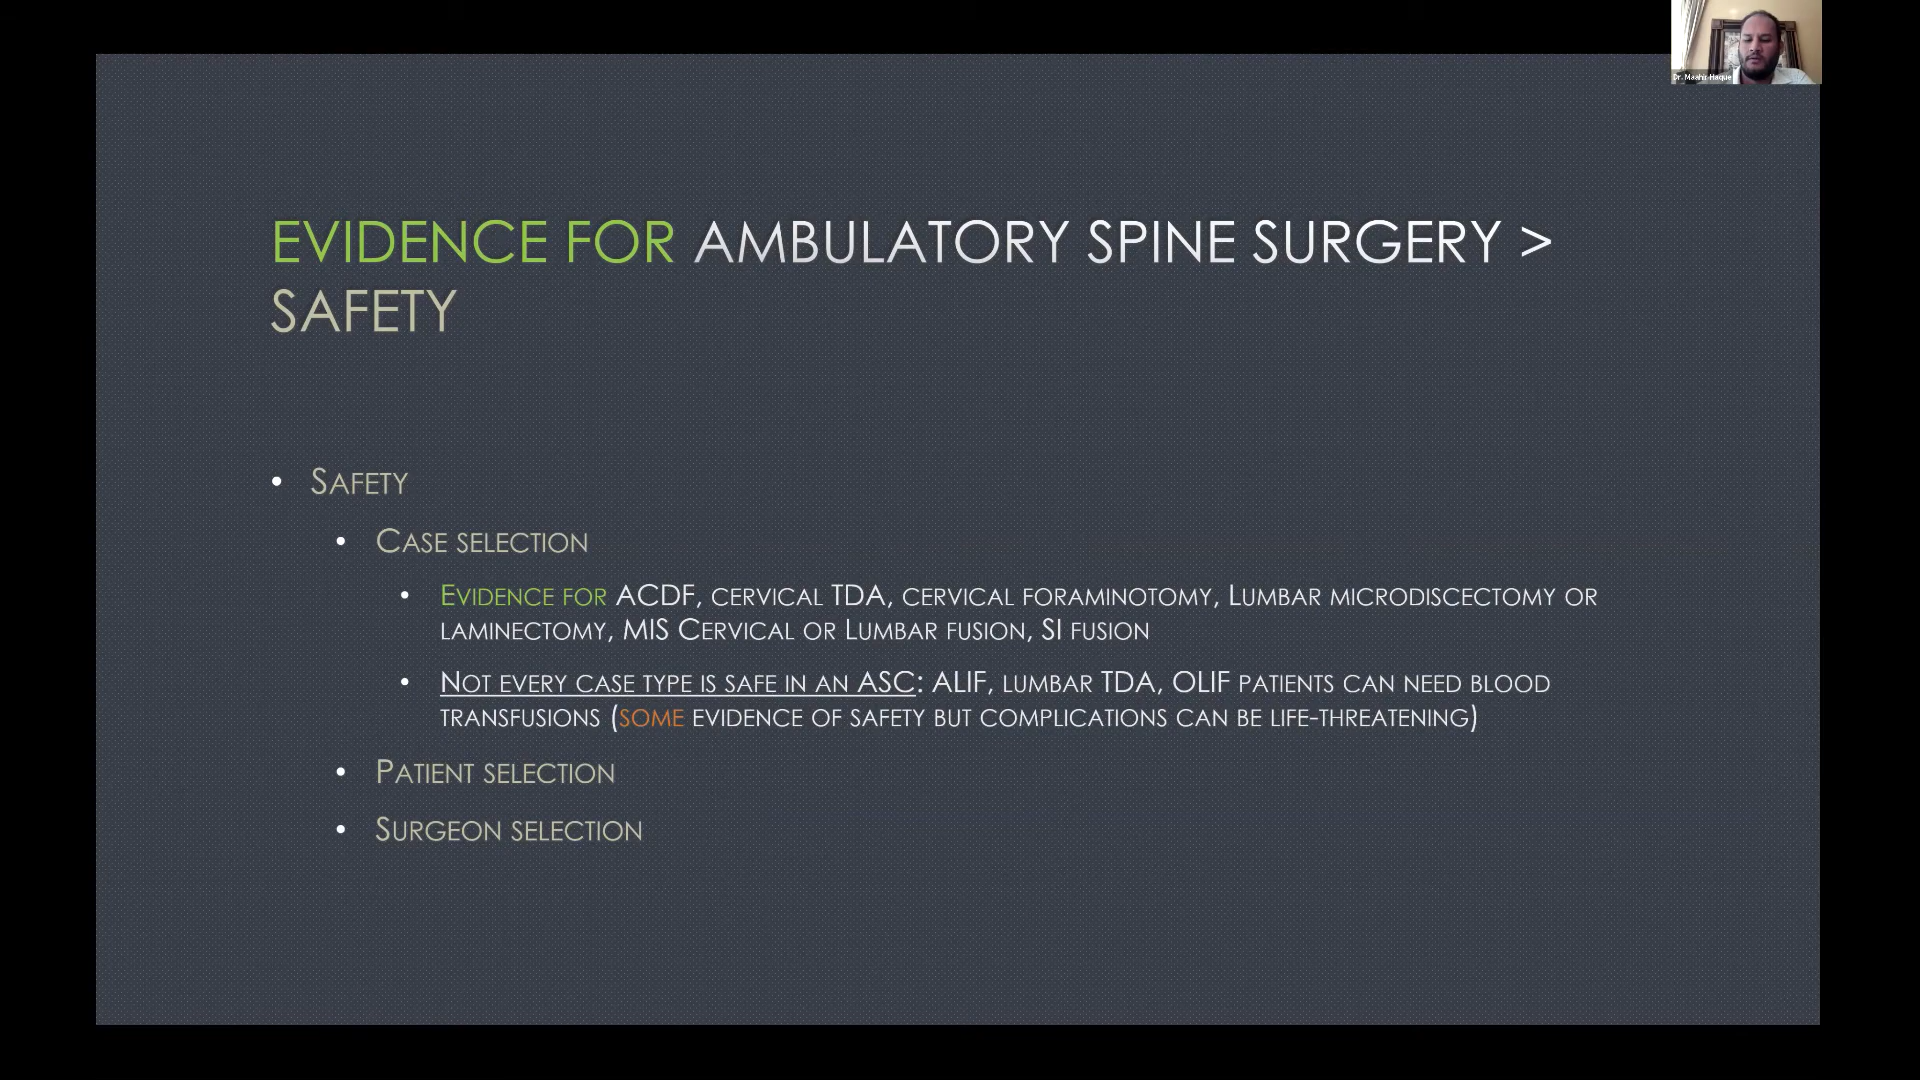 Dr. Maahir Haque
EVIDENCE FOR AMBULATORY SPINE SURGERY >
SAFETY
• SAFETY
• CASE SELECTION
• EVIDENCE FOR ACDF, CERVICAL TDA, CERVICAL FORAMINOTOMY, LUMBAR MICRODISCECTOMY OR
LAMINECTOMY, MIS CERVICAL OR LUMBAR FUSION, SI FUSION
• NOT EVERY CASE TYPE IS SAFE IN AN ASC: ALIF, LUMBAR TDA, OLIF PATIENTS CAN NEED BLOOD
TRANSFUSIONS (SOME EVIDENCE OF SAFETY BUT COMPLICATIONS CAN BE LIFE-THREATENING)
• PATIENT SELECTION
• SURGEON SELECTION